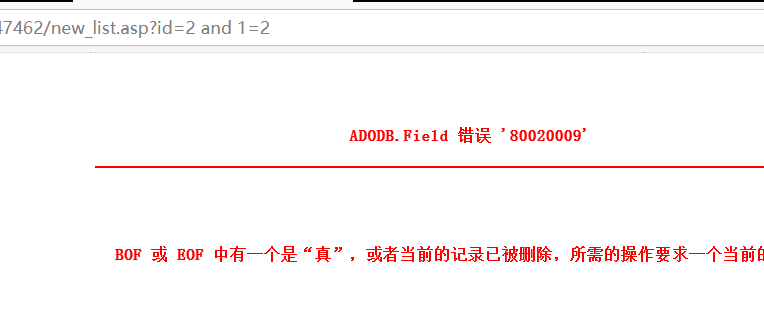 47462/new_list.asp?id=2 and 1=2
ADODB.Field 错误 '80020009'
BOF 或 EOF 中有一个是“真”，或者当前的记录已被删除，所需的操作要求一个当前的